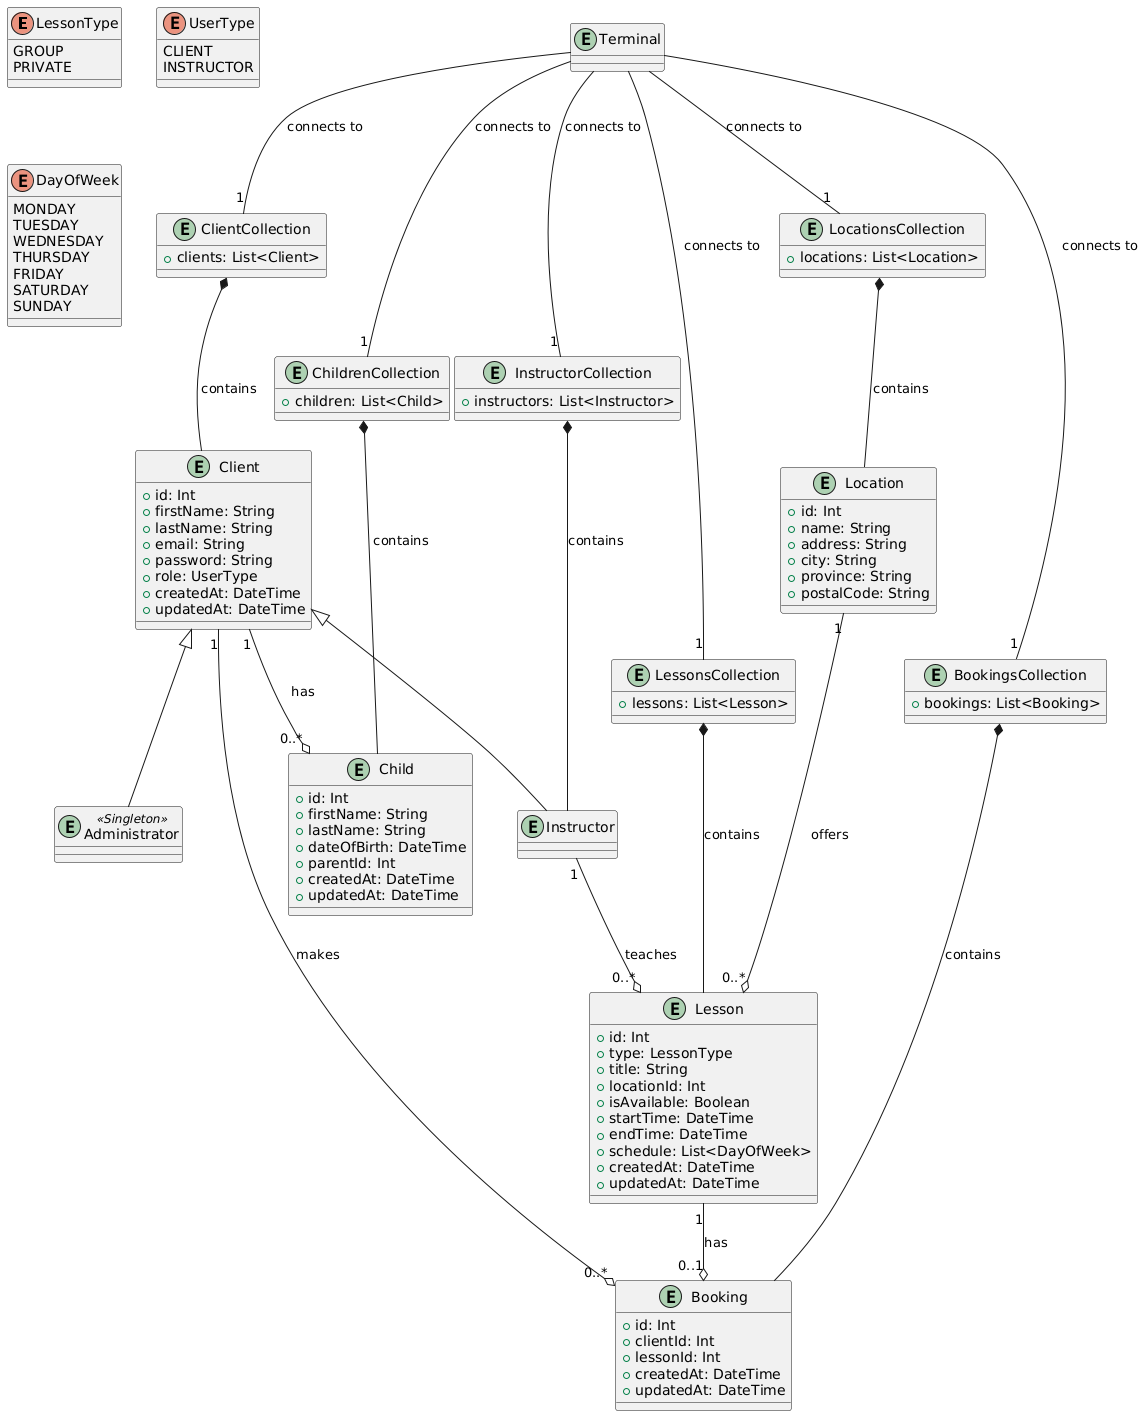 E LessonType
GROUP
PRIVATE
E UserType
CLIENT
INSTRUCTOR
E Terminal
connects to
connects to
connects to
connects to
connects to
connects to
E DayOfWeek
MONDAY
TUESDAY
WEDNESDAY
THURSDAY
FRIDAY
SATURDAY
SUNDAY
1
E ClientCollection
clients: List<Client>
1
E LocationsCollection
locations: List<Location>
1
E ChildrenCollection
children: List<Child>
1
E InstructorCollection
instructors: List<Instructor>
contains
contains
E Client
id: Int
firstName: String
lastName: String
email: String
password: String
role: UserType
createdAt: DateTime
updatedAt: DateTime
contains
contains
E Location
id: Int
name: String
address: String
city: String
province: String
postalCode: String
1
1
has
0..*
1
E LessonsCollection
lessons: List<Lesson>
1
1
E BookingsCollection
bookings: List<Booking>
E «Singleton»
Administrator
E Child
id: Int
firstName: String
lastName: String
dateOfBirth: DateTime
parentId: Int
createdAt: DateTime
updatedAt: DateTime
E Instructor
1
contains
offers
makes
teaches
contains
0..*
0..*
E Lesson
id: Int
type: LessonType
title: String
locationId: Int
isAvailable: Boolean
startTime: DateTime
endTime: DateTime
schedule: List<DayOfWeek>
createdAt: DateTime
updatedAt: DateTime
1
has
0..1
0..*
E Booking
id: Int
clientId: Int
lessonId: Int
createdAt: DateTime
updatedAt: DateTime